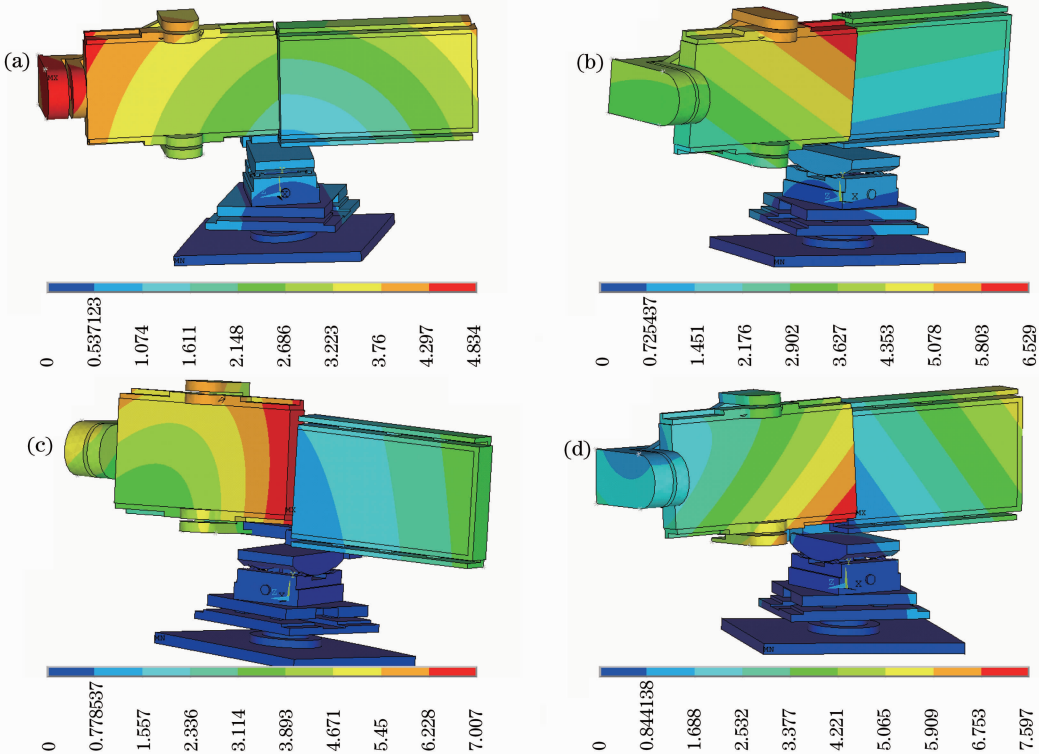 (a)
MX
MN
0 0.537123 1.074 1.611 2.148 2.686 3.223 3.76 4.297 4.834
(b)
MX
X
MN
0 0.725437 1.451 2.176 2.902 3.627 4.353 5.078 5.803 6.529
(c)
X
MN
0 0.778537 1.557 2.336 3.114 3.893 4.671 5.45 6.228 7.007
(d)
MX
Y
X
MN
0 0.844138 1.688 2.532 3.377 4.221 5.065 5.909 6.753 7.597